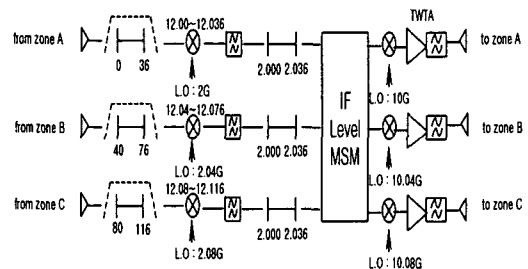 TWTA
12.00~12.036
from zone A
to zone A
0 36
2.000 2.036
L.O : 2G
L.O : 10G
12.04~12.076
from zone B
IF
Level
MSM
to zone B
40 76
2.000 2.036
L.O : 2.04G
L.O : 10.04G
12.08~12.116
from zone C
to zone C
80 116
2.000 2.036
L.O : 2.08G
L.O : 10.08G